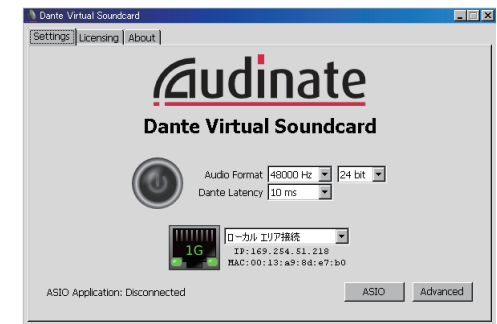 Dante Virtual Soundcard
Settings Licensing About
Audinate
Dante Virtual Soundcard
Audio Format 48000 Hz 24 bit
Dante Latency 10 ms
ローカル エリア接続
1G
IP:169.254.51.218
MAC:00:13:a9:8d:e7:b0
ASIO Application: Disconnected ASIO Advanced